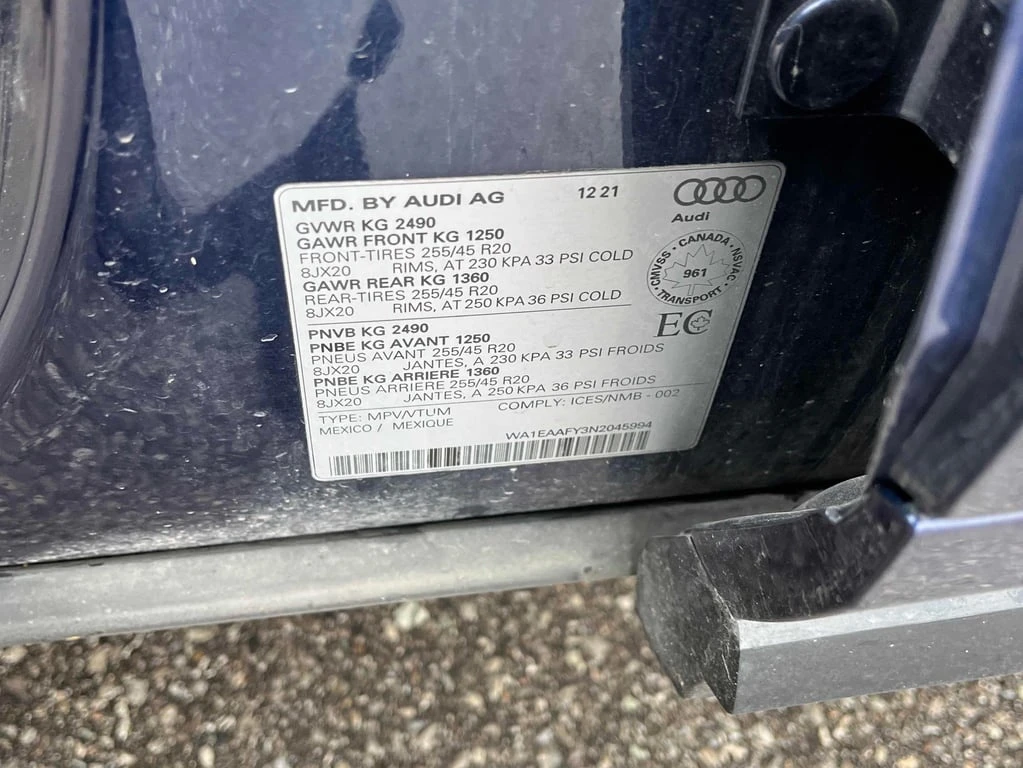 MFD. BY AUDI AG 12 21
Audi
GVWR KG 2490
GAWR FRONT KG 1250
FRONT-TIRES 255/45 R20
8JX20 RIMS, AT 230 KPA 33 PSI COLD
GAWR REAR KG 1360
REAR-TIRES 255/45 R20
8JX20 RIMS, AT 250 KPA 36 PSI COLD
CMVSS · CANADA · NSVAC
961
TRANSPORT
EC
PNVB KG 2490
PNBE KG AVANT 1250
PNEUS AVANT 255/45 R20
8JX20 JANTES, A 230 KPA 33 PSI FROIDS
PNBE KG ARRIERE 1360
PNEUS ARRIERE 255/45 R20
8JX20 JANTES, A 250 KPA 36 PSI FROIDS
TYPE: MPV/VTUM COMPLY: ICES/NMB - 002
MEXICO / MEXIQUE
WA1EAAFY3N2045994